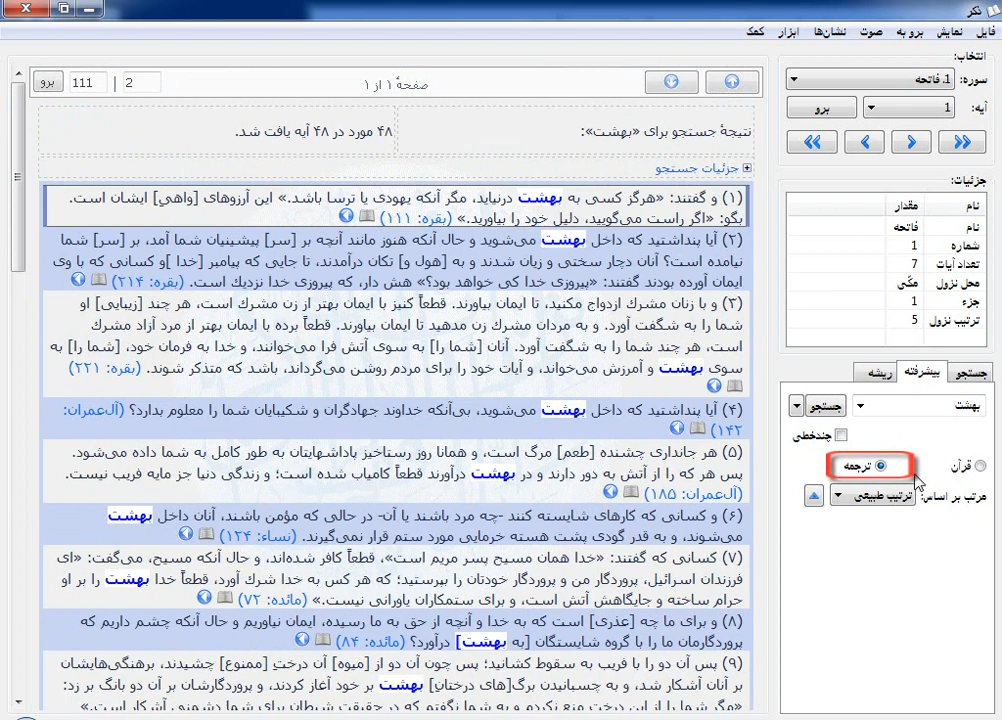 ذکر
فایل نمایش برو به صوت نشان‌ها ابزار کمک
انتخاب:
سوره: 1. فاتحه
آیه: 1 برو
جزئیات:
نام مقدار
نام فاتحه
شماره 1
تعداد آیات 7
محل نزول مکّی
جزء 1
ترتیب نزول 5
جستجو پیشرفته ریشه
بهشت جستجو
چندخطی
قرآن ترجمه
مرتب بر اساس: ترتیب طبیعی
صفحهٔ ۱ از ۱
2 | 111 برو
نتیجهٔ جستجو برای «بهشت»: ۴۸ مورد در ۴۸ آیه یافت شد.
جزئیات جستجو
(۱) و گفتند: «هرگز کسی به بهشت درنیاید، مگر آنکه یهودی یا ترسا باشد.» این آرزوهای [واهیِ] ایشان است.
بگو: «اگر راست می‌گویید، دلیل خود را بیاورید.» (بقره: ۱۱۱)
(۲) آیا پنداشتید که داخل بهشت می‌شوید و حال آنکه هنوز مانند آنچه بر [سر] پیشینیان شما آمد، بر [سر] شما
نیامده است؟ آنان دچار سختی و زیان شدند و به [هول و] تکان درآمدند، تا جایی که پیامبر [خدا ]و کسانی که با وی
ایمان آورده بودند گفتند: «پیروزی خدا کی خواهد بود؟» هش دار، که پیروزی خدا نزدیک است. (بقره: ۲۱۴)
(۳) و با زنان مشرک ازدواج مکنید، تا ایمان بیاورند. قطعاً کنیز با ایمان بهتر از زن مشرک است، هر چند [زیبایی] او
شما را به شگفت آورد. و به مردان مشرک زن مدهید تا ایمان بیاورند. قطعاً برده با ایمان بهتر از مرد آزاد مشرک
است، هر چند شما را به شگفت آورد. آنان [شما را] به سوی آتش فرا می‌خوانند، و خدا به فرمان خود، [شما را] به
سوی بهشت و آمرزش می‌خواند، و آیات خود را برای مردم روشن می‌گرداند، باشد که متذکر شوند. (بقره: ۲۲۱)
(۴) آیا پنداشتید که داخل بهشت می‌شوید، بی‌آنکه خداوند جهادگران و شکیبایان شما را معلوم بدارد؟ (آل‌عمران:
۱۴۲)
(۵) هر جانداری چشنده [طعم] مرگ است، و همانا روز رستاخیز پاداشهایتان به طور کامل به شما داده می‌شود.
پس هر که را از آتش به دور دارند و در بهشت درآورند قطعاً کامیاب شده است؛ و زندگی دنیا جز مایه فریب نیست.
(آل‌عمران: ۱۸۵)
(۶) و کسانی که کارهای شایسته کنند -چه مرد باشند یا زن- در حالی که مؤمن باشند، آنان داخل بهشت
می‌شوند، و به قدر گودی پشت هسته خرمایی مورد ستم قرار نمی‌گیرند. (نساء: ۱۲۴)
(۷) کسانی که گفتند: «خدا همان مسیح پسر مریم است»، قطعاً کافر شده‌اند، و حال آنکه مسیح، می‌گفت: «ای
فرزندان اسرائیل، پروردگار من و پروردگار خودتان را بپرستید؛ که هر کس به خدا شرک آورد، قطعاً خدا بهشت را بر او
حرام ساخته و جایگاهش آتش است، و برای ستمکاران یاورانی نیست.» (مائده: ۷۲)
(۸) و برای ما چه [عذری] است که به خدا و آنچه از حق به ما رسیده، ایمان نیاوریم و حال آنکه چشم داریم که
پروردگارمان ما را با گروه شایستگان [به بهشت] درآورد؟ (مائده: ۸۴)
(۹) پس آن دو را با فریب به سقوط کشانید؛ پس چون آن دو از [میوه] آن درختِ [ممنوع] چشیدند، برهنگی‌هایشان
بر آنان آشکار شد، و به چسبانیدن برگ[های درختان] بهشت بر خود آغاز کردند، و پروردگارشان بر آن دو بانگ بر زد:
«مگر شما را از این درخت منع نکردم و به شما نگفتم که در حقیقت شیطان برای شما دشمنی آشکار است.»